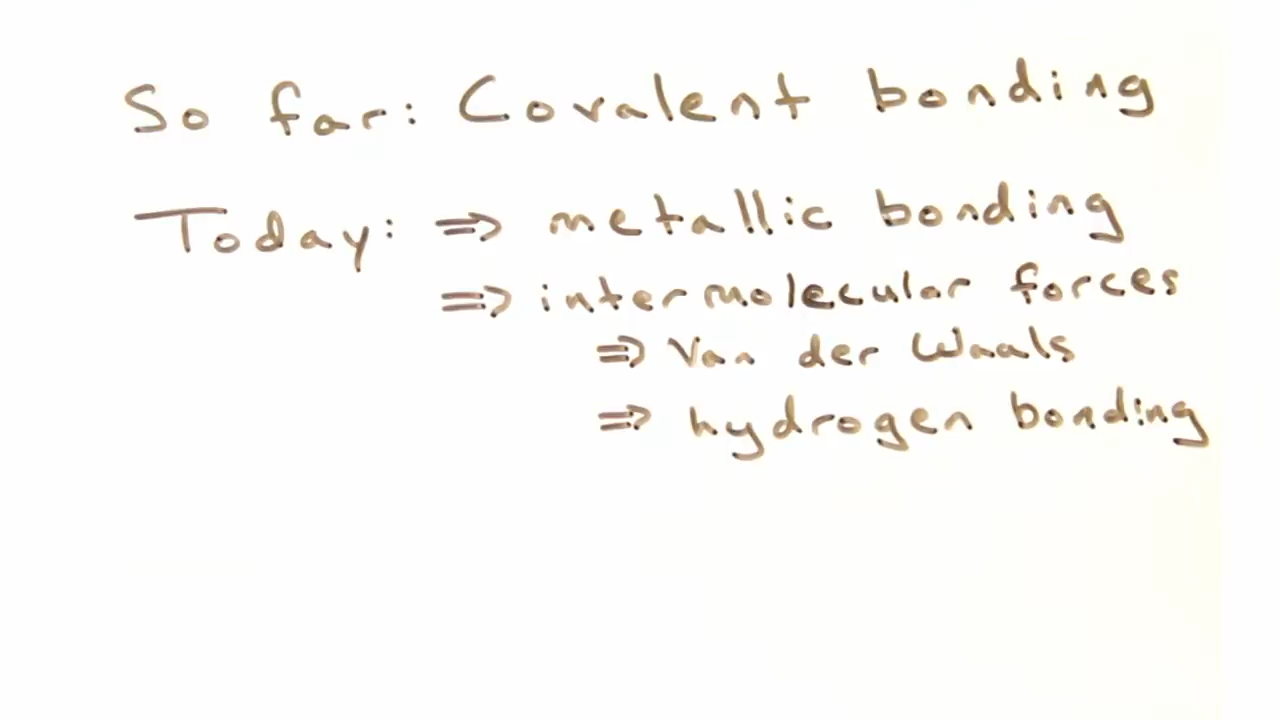 So far: Covalent bonding
Today: ⇒ metallic bonding
⇒ intermolecular forces
⇒ Van der Waals
⇒ hydrogen bonding